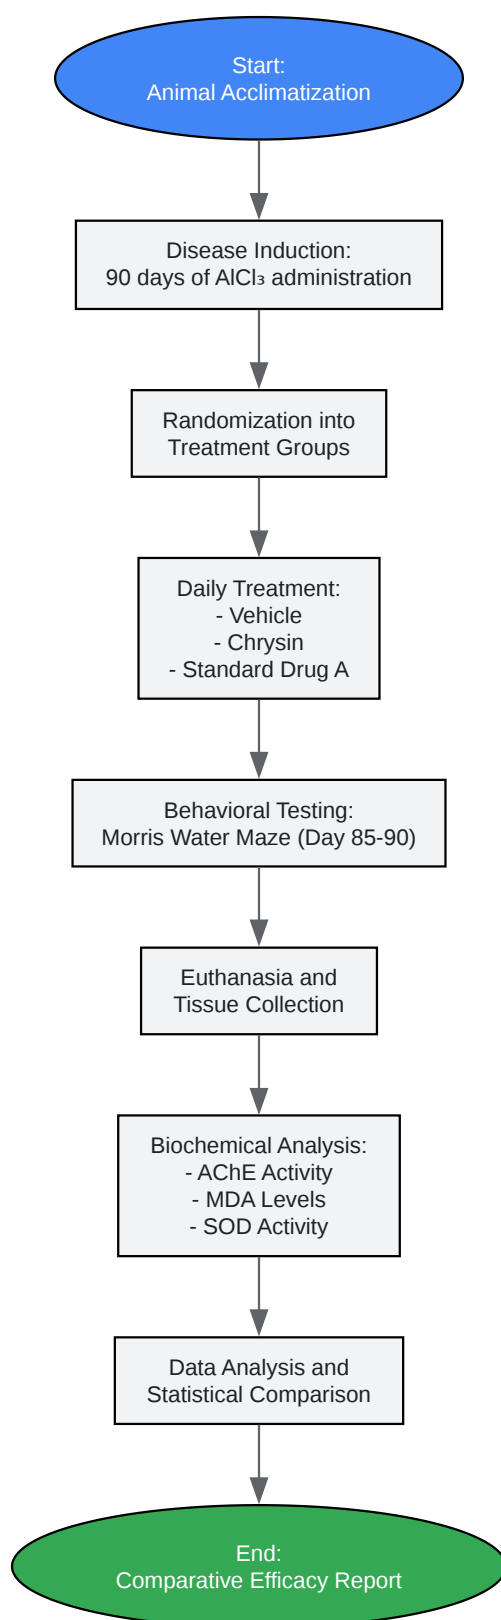 Start:
Animal Acclimatization
Disease Induction:
90 days of AlCl₃ administration
Randomization into
Treatment Groups
Daily Treatment:
- Vehicle
- Chrysin
- Standard Drug A
Behavioral Testing:
Morris Water Maze (Day 85-90)
Euthanasia and
Tissue Collection
Biochemical Analysis:
- AChE Activity
- MDA Levels
- SOD Activity
Data Analysis and
Statistical Comparison
End:
Comparative Efficacy Report